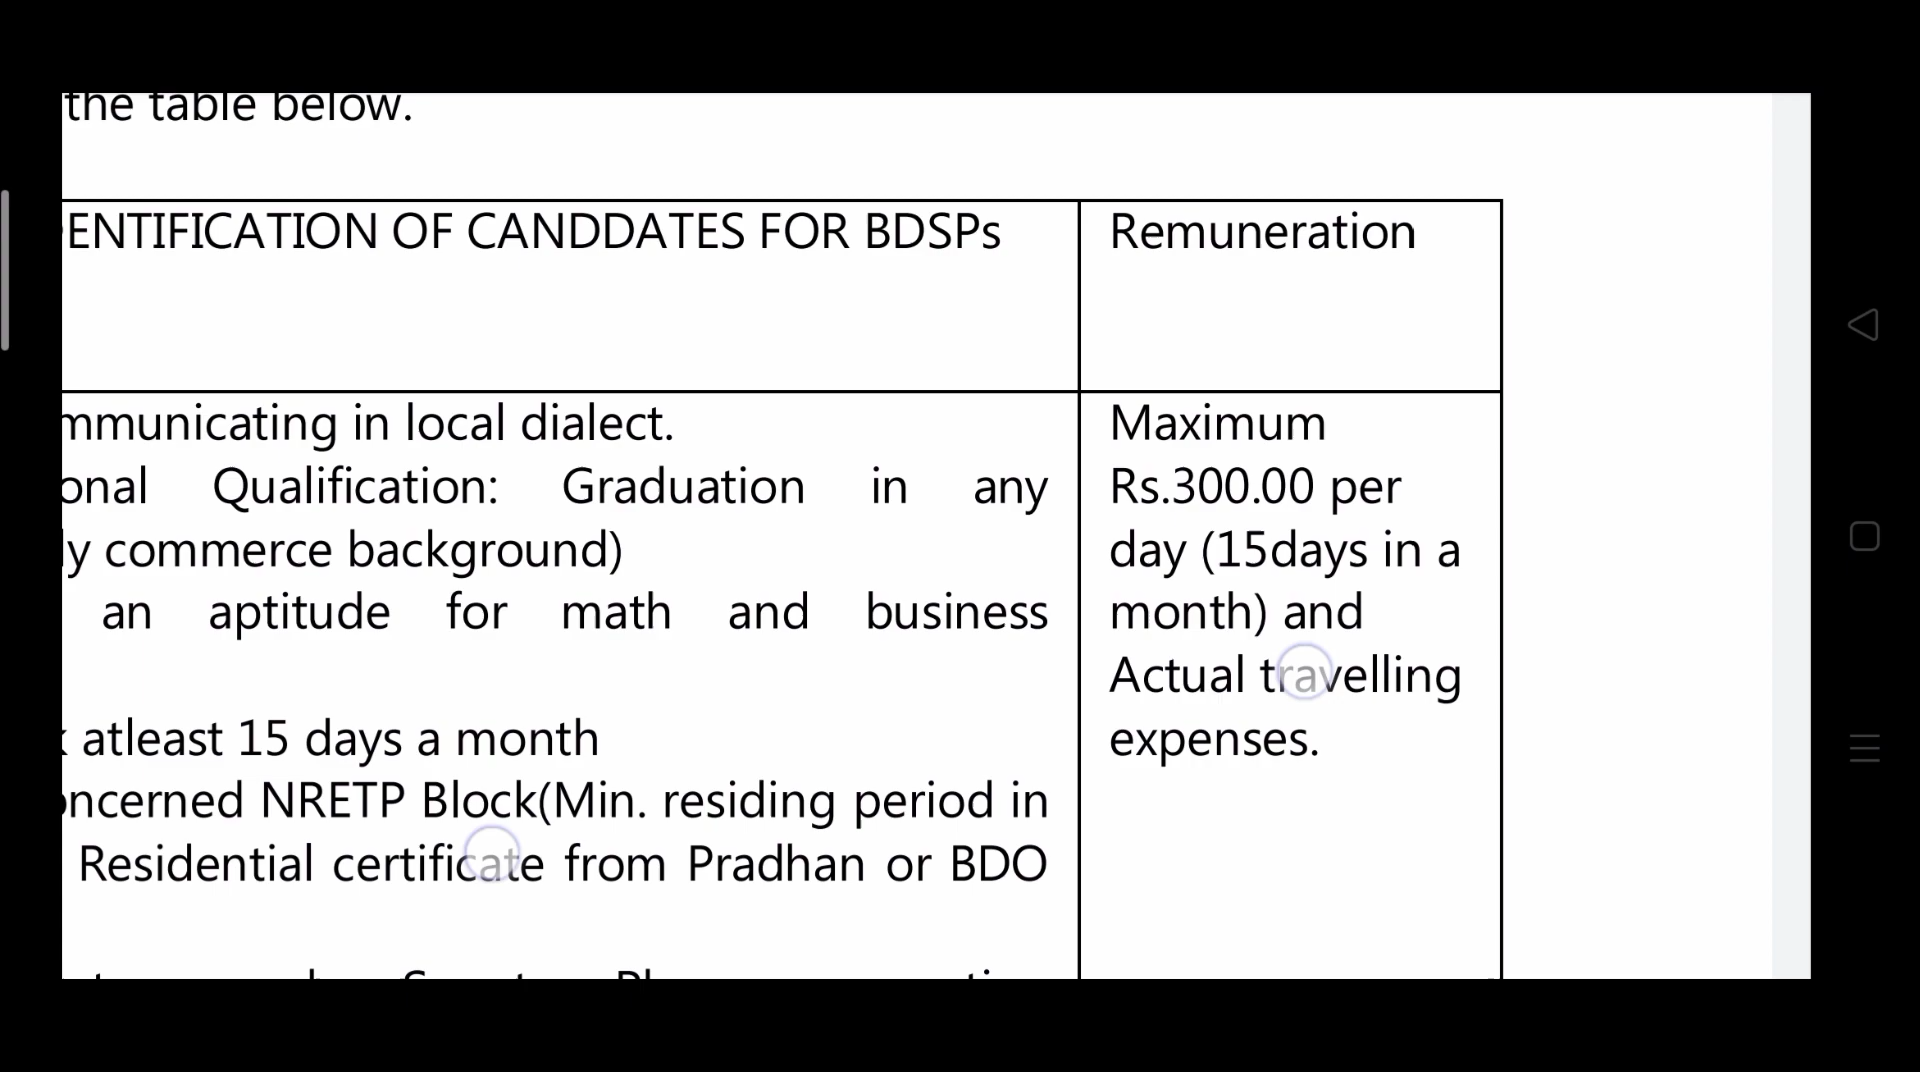 the table below.
ENTIFICATION OF CANDDATES FOR BDSPs
Remuneration
mmunicating in local dialect.
onal Qualification: Graduation in any
ly commerce background)
an aptitude for math and business
atleast 15 days a month
oncerned NRETP Block(Min. residing period in
Residential certificate from Pradhan or BDO
Maximum
Rs.300.00 per
day (15days in a
month) and
Actual travelling
expenses.